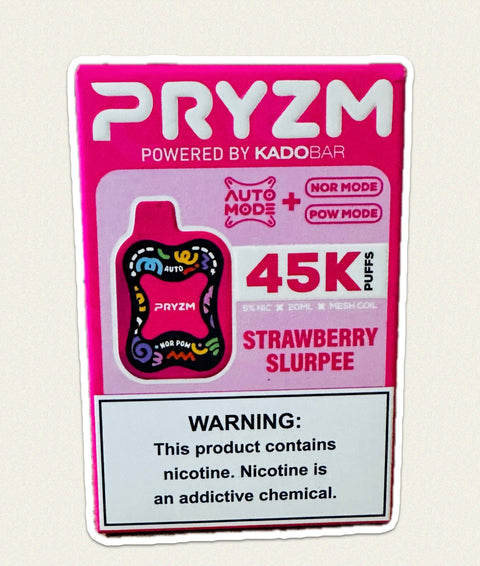 PRYZM
POWERED BY KADOBAR
AUTO
MODE
+
NOR MODE
POW MODE
45K
PUFFS
5% NIC X 20ML X MESH COIL
STRAWBERRY
SLURPEE
AUTO
PRYZM
NOR POW
WARNING:
This product contains
nicotine. Nicotine is
an addictive chemical.